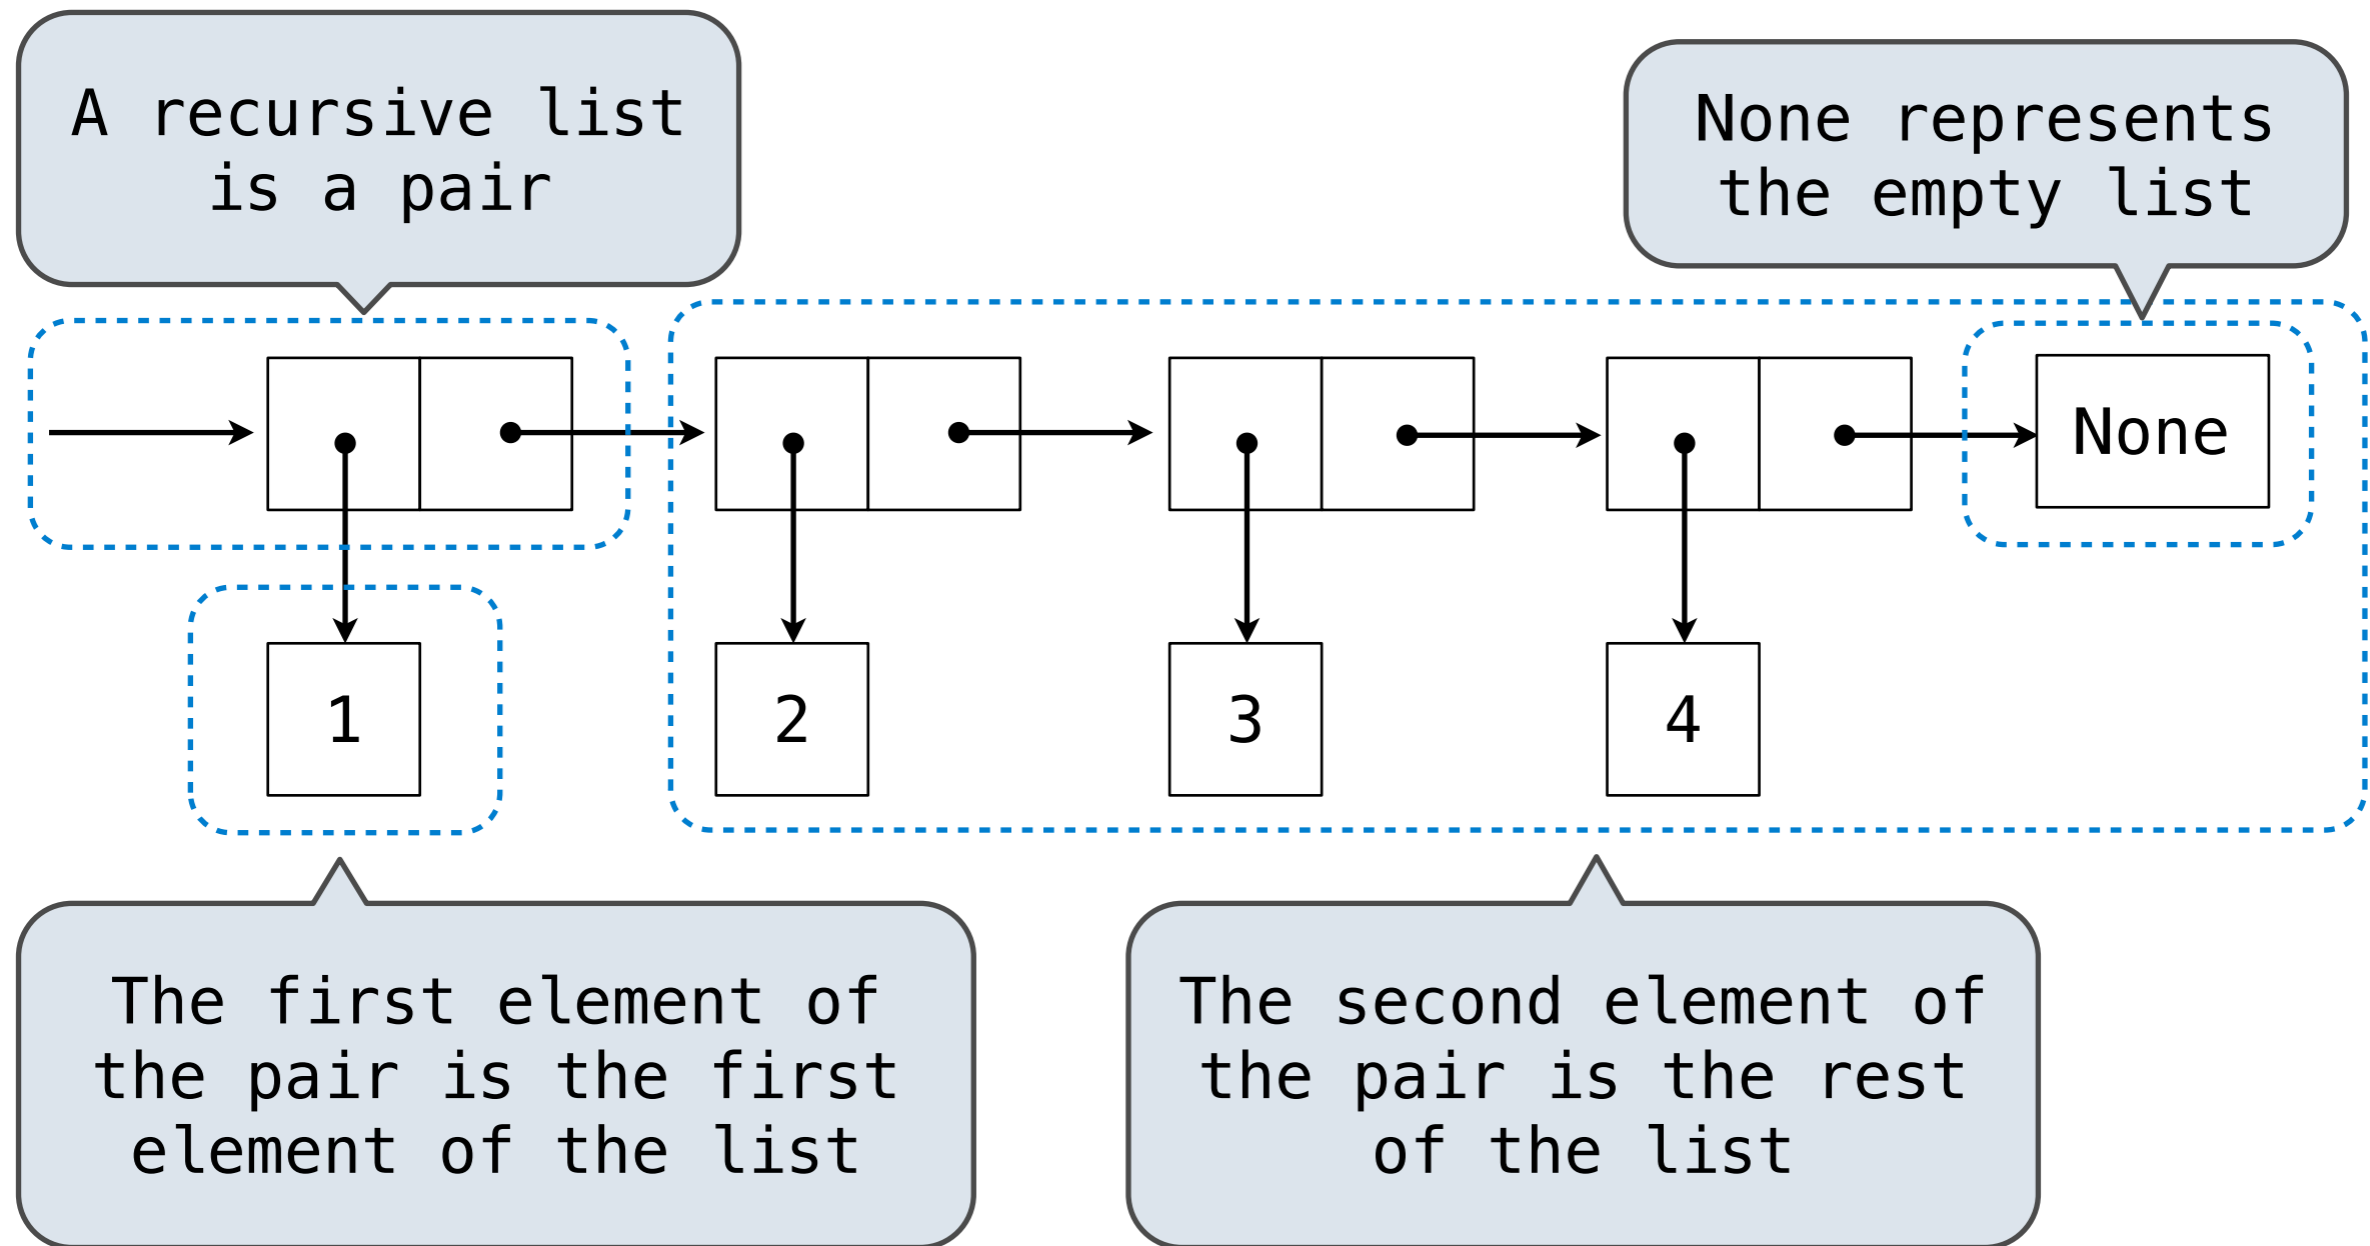 A recursive list
is a pair
None represents
the empty list
None
1
2
3
4
The first element of
the pair is the first
element of the list
The second element of
the pair is the rest
of the list